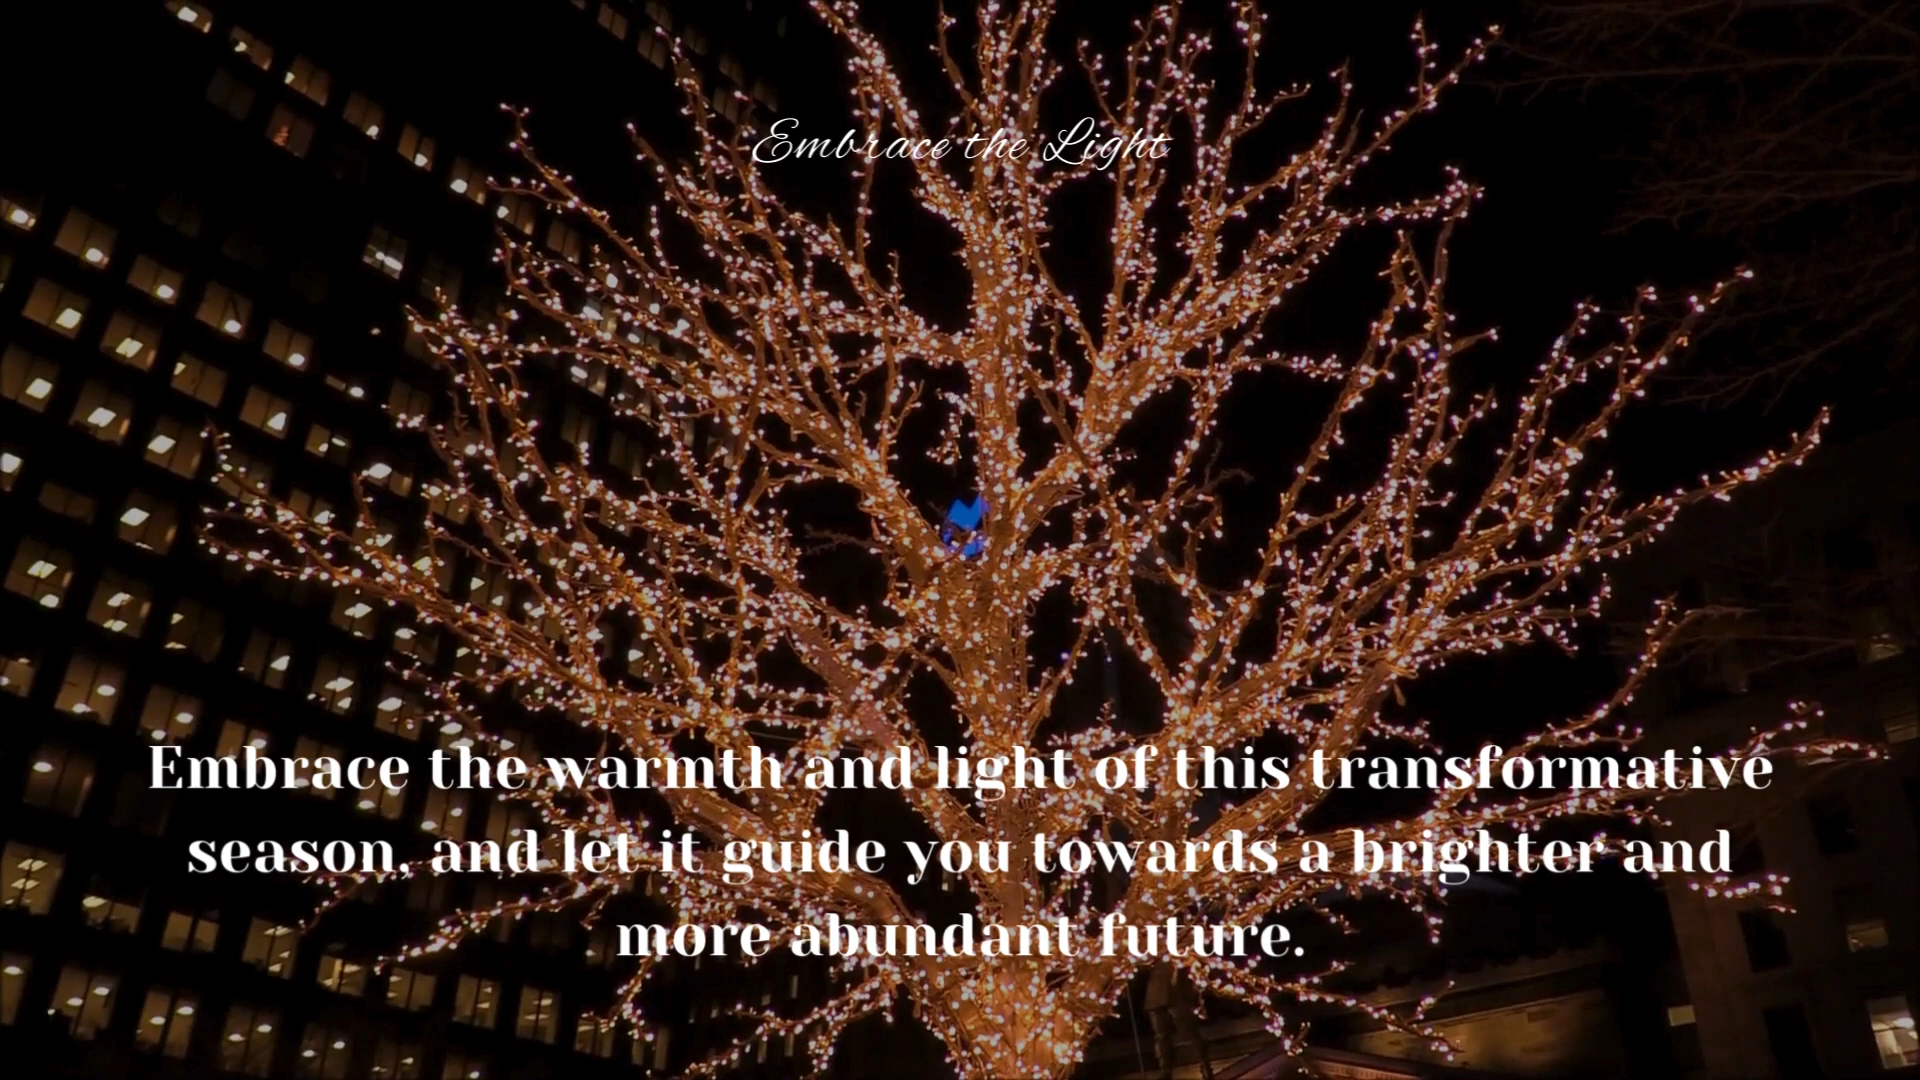 Embrace the Light
Embrace the warmth and light of this transformative
season, and let it guide you towards a brighter and
more abundant future.